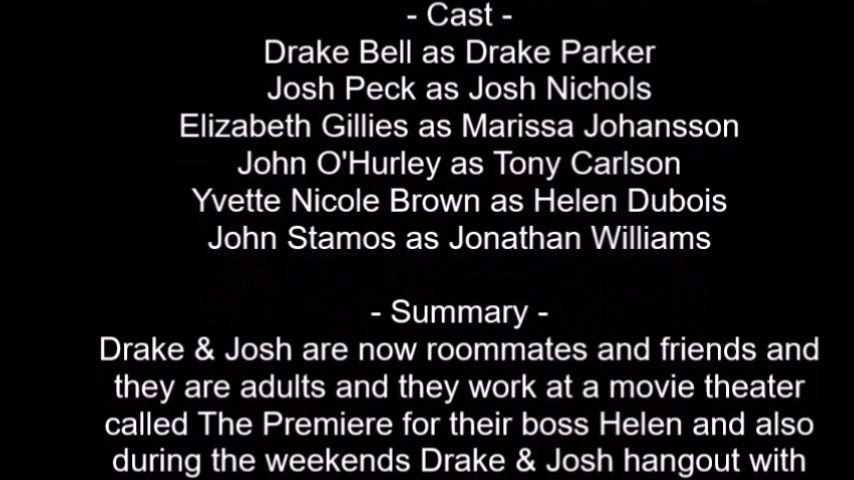 - Cast -
Drake Bell as Drake Parker
Josh Peck as Josh Nichols
Elizabeth Gillies as Marissa Johansson
John O'Hurley as Tony Carlson
Yvette Nicole Brown as Helen Dubois
John Stamos as Jonathan Williams
- Summary -
Drake & Josh are now roommates and friends and
they are adults and they work at a movie theater
called The Premiere for their boss Helen and also
during the weekends Drake & Josh hangout with